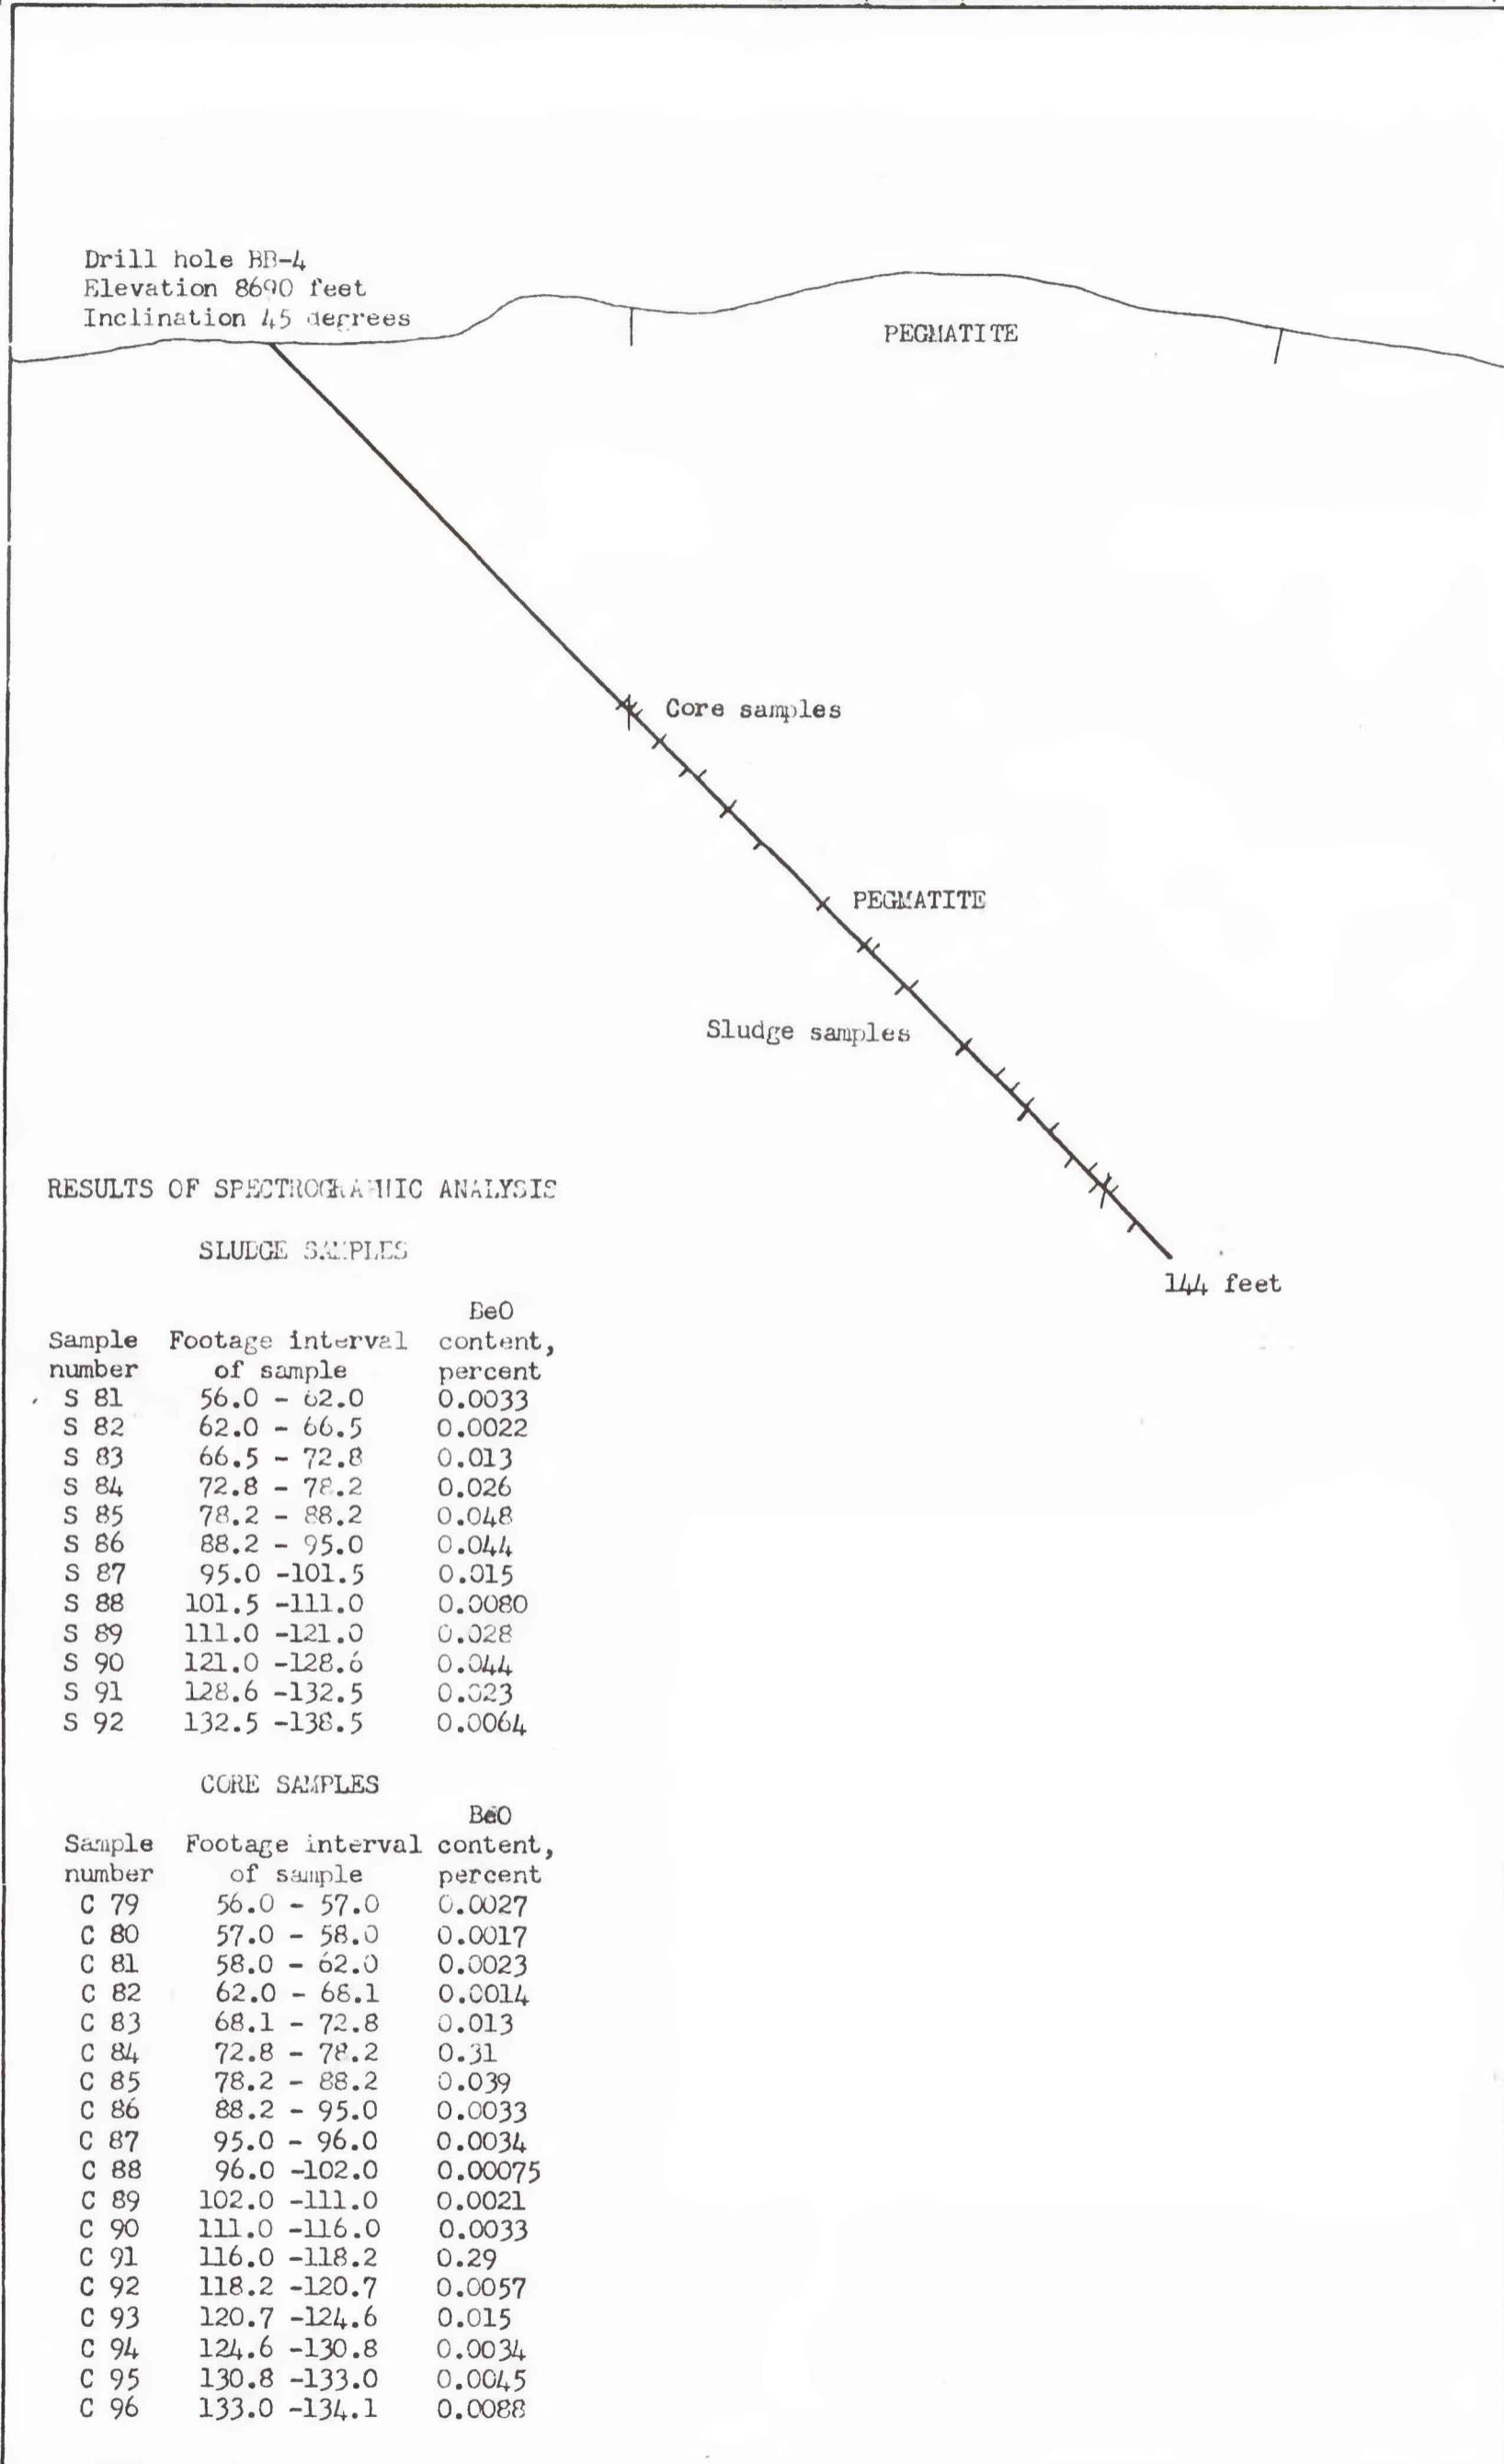 Drill hole BB-4
Elevation 8690 feet
Inclination 45 degrees
PEGMATITE
Core samples
PEGMATITE
Sludge samples
144 feet
RESULTS OF SPECTROGRAPHIC ANALYSIS
SLUDGE SAMPLES
BeO
Sample Footage interval content,
number of sample percent
S 81 56.0 - 62.0 0.0033
S 82 62.0 - 66.5 0.0022
S 83 66.5 - 72.8 0.013
S 84 72.8 - 78.2 0.026
S 85 78.2 - 88.2 0.048
S 86 88.2 - 95.0 0.044
S 87 95.0 -101.5 0.015
S 88 101.5 -111.0 0.0080
S 89 111.0 -121.0 0.028
S 90 121.0 -128.6 0.044
S 91 128.6 -132.5 0.023
S 92 132.5 -138.5 0.0064
CORE SAMPLES
BeO
Sample Footage interval content,
number of sample percent
C 79 56.0 - 57.0 0.0027
C 80 57.0 - 58.0 0.0017
C 81 58.0 - 62.0 0.0023
C 82 62.0 - 68.1 0.0014
C 83 68.1 - 72.8 0.013
C 84 72.8 - 78.2 0.31
C 85 78.2 - 88.2 0.039
C 86 88.2 - 95.0 0.0033
C 87 95.0 - 96.0 0.0034
C 88 96.0 -102.0 0.00075
C 89 102.0 -111.0 0.0021
C 90 111.0 -116.0 0.0033
C 91 116.0 -118.2 0.29
C 92 118.2 -120.7 0.0057
C 93 120.7 -124.6 0.015
C 94 124.6 -130.8 0.0034
C 95 130.8 -133.0 0.0045
C 96 133.0 -134.1 0.0088